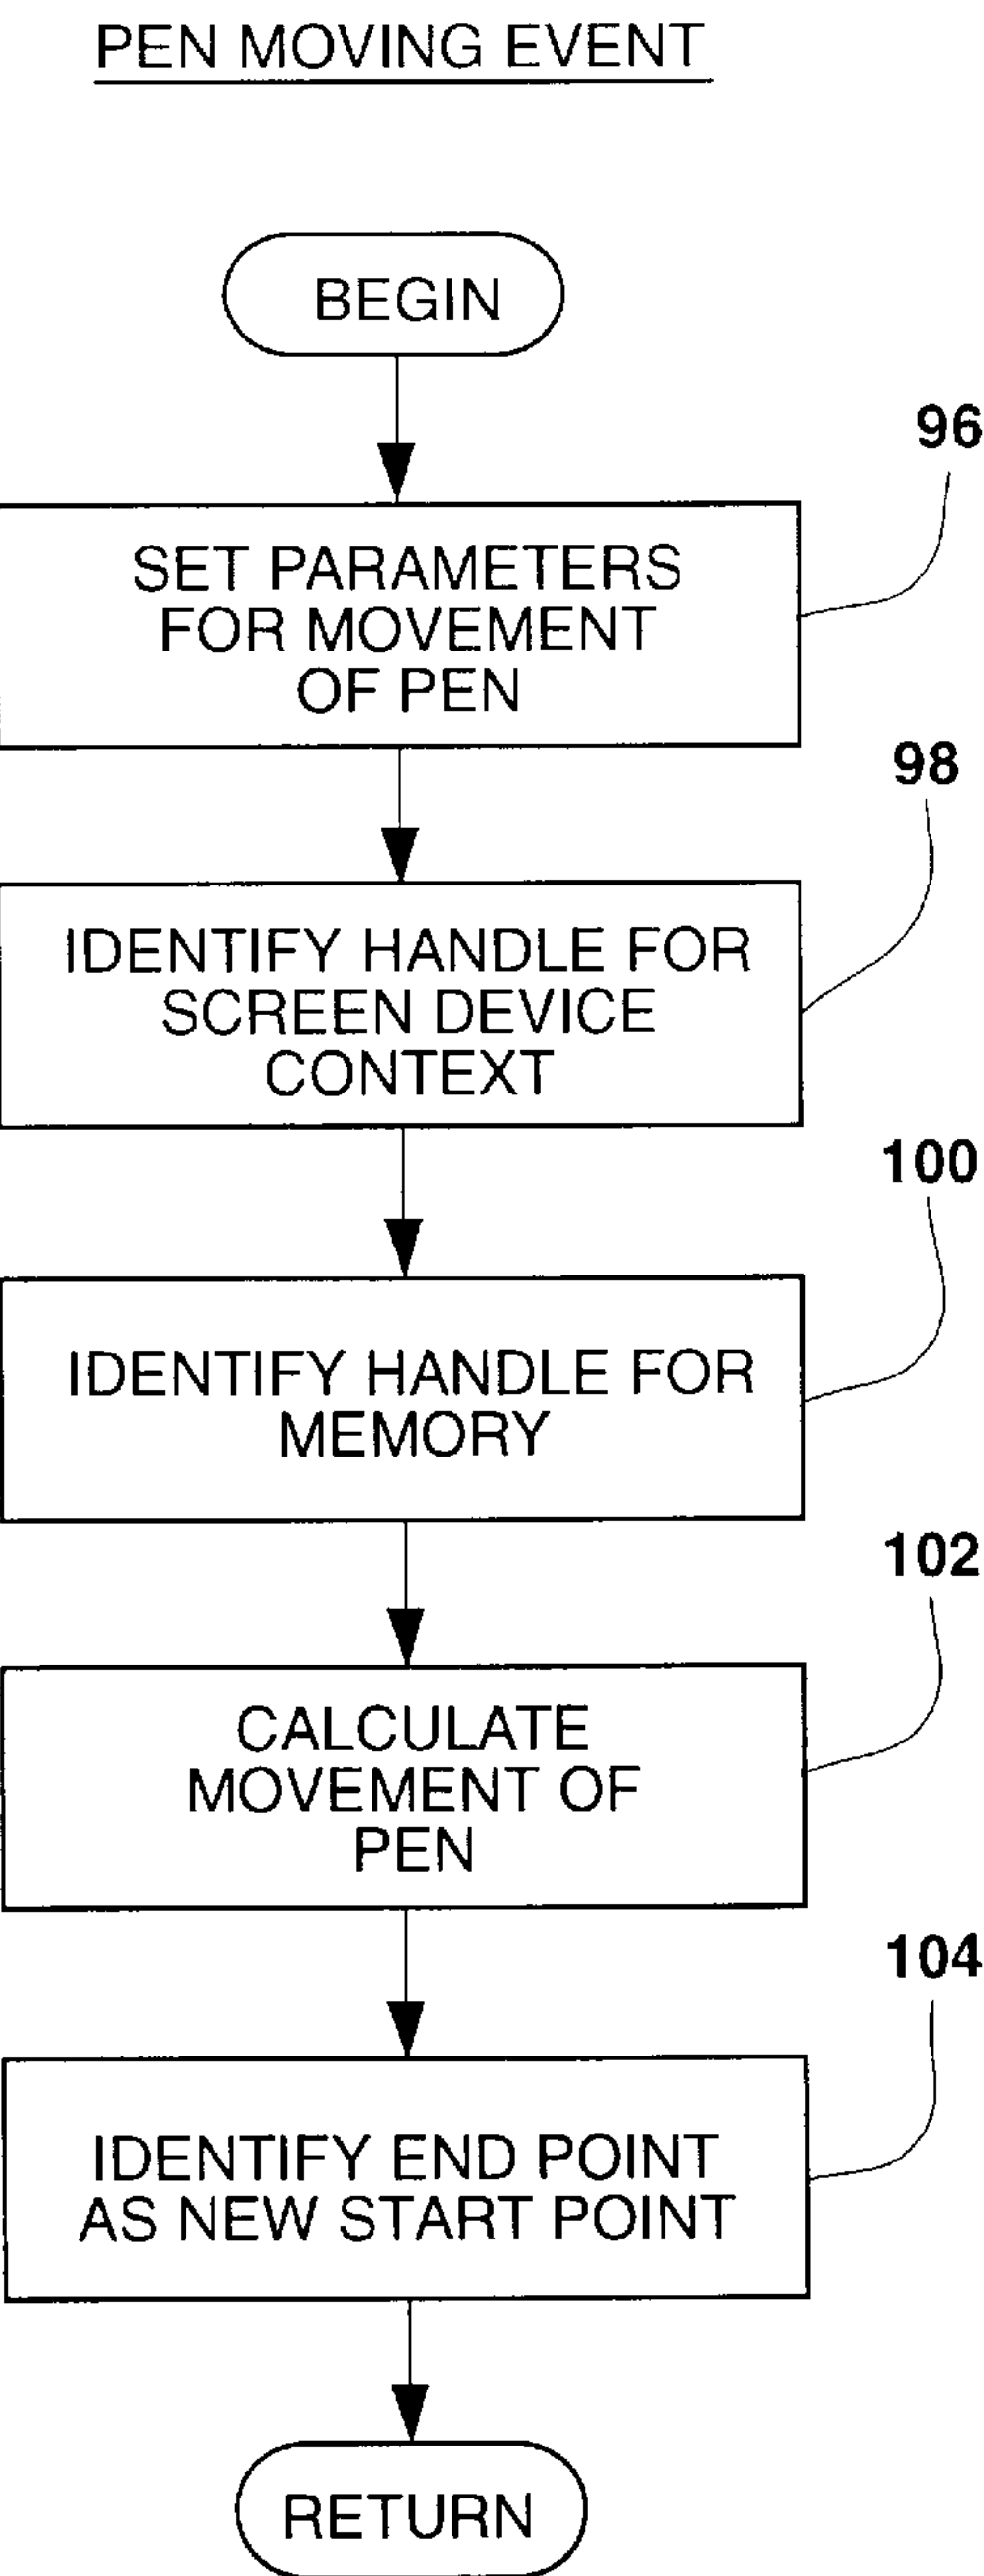 PEN MOVING EVENT
BEGIN
96
SET PARAMETERS
FOR MOVEMENT
OF PEN
98
IDENTIFY HANDLE FOR
SCREEN DEVICE
CONTEXT
100
IDENTIFY HANDLE FOR
MEMORY
102
CALCULATE
MOVEMENT OF
PEN
104
IDENTIFY END POINT
AS NEW START POINT
RETURN